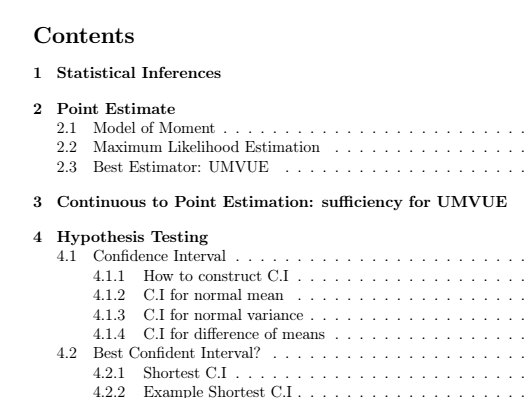 Contents
1 Statistical Inferences
2 Point Estimate
2.1 Model of Moment . . . . . . . . . . . . . . . . . . . . . . . . .
2.2 Maximum Likelihood Estimation . . . . . . . . . . . . . . . .
2.3 Best Estimator: UMVUE . . . . . . . . . . . . . . . . . . . .
3 Continuous to Point Estimation: sufficiency for UMVUE
4 Hypothesis Testing
4.1 Confidence Interval . . . . . . . . . . . . . . . . . . . . . . . .
4.1.1 How to construct C.I . . . . . . . . . . . . . . . . . . .
4.1.2 C.I for normal mean . . . . . . . . . . . . . . . . . . .
4.1.3 C.I for normal variance . . . . . . . . . . . . . . . . . .
4.1.4 C.I for difference of means . . . . . . . . . . . . . . . .
4.2 Best Confident Interval? . . . . . . . . . . . . . . . . . . . . .
4.2.1 Shortest C.I . . . . . . . . . . . . . . . . . . . . . . . .
4.2.2 Example Shortest C.I . . . . . . . . . . . . . . . . . . .